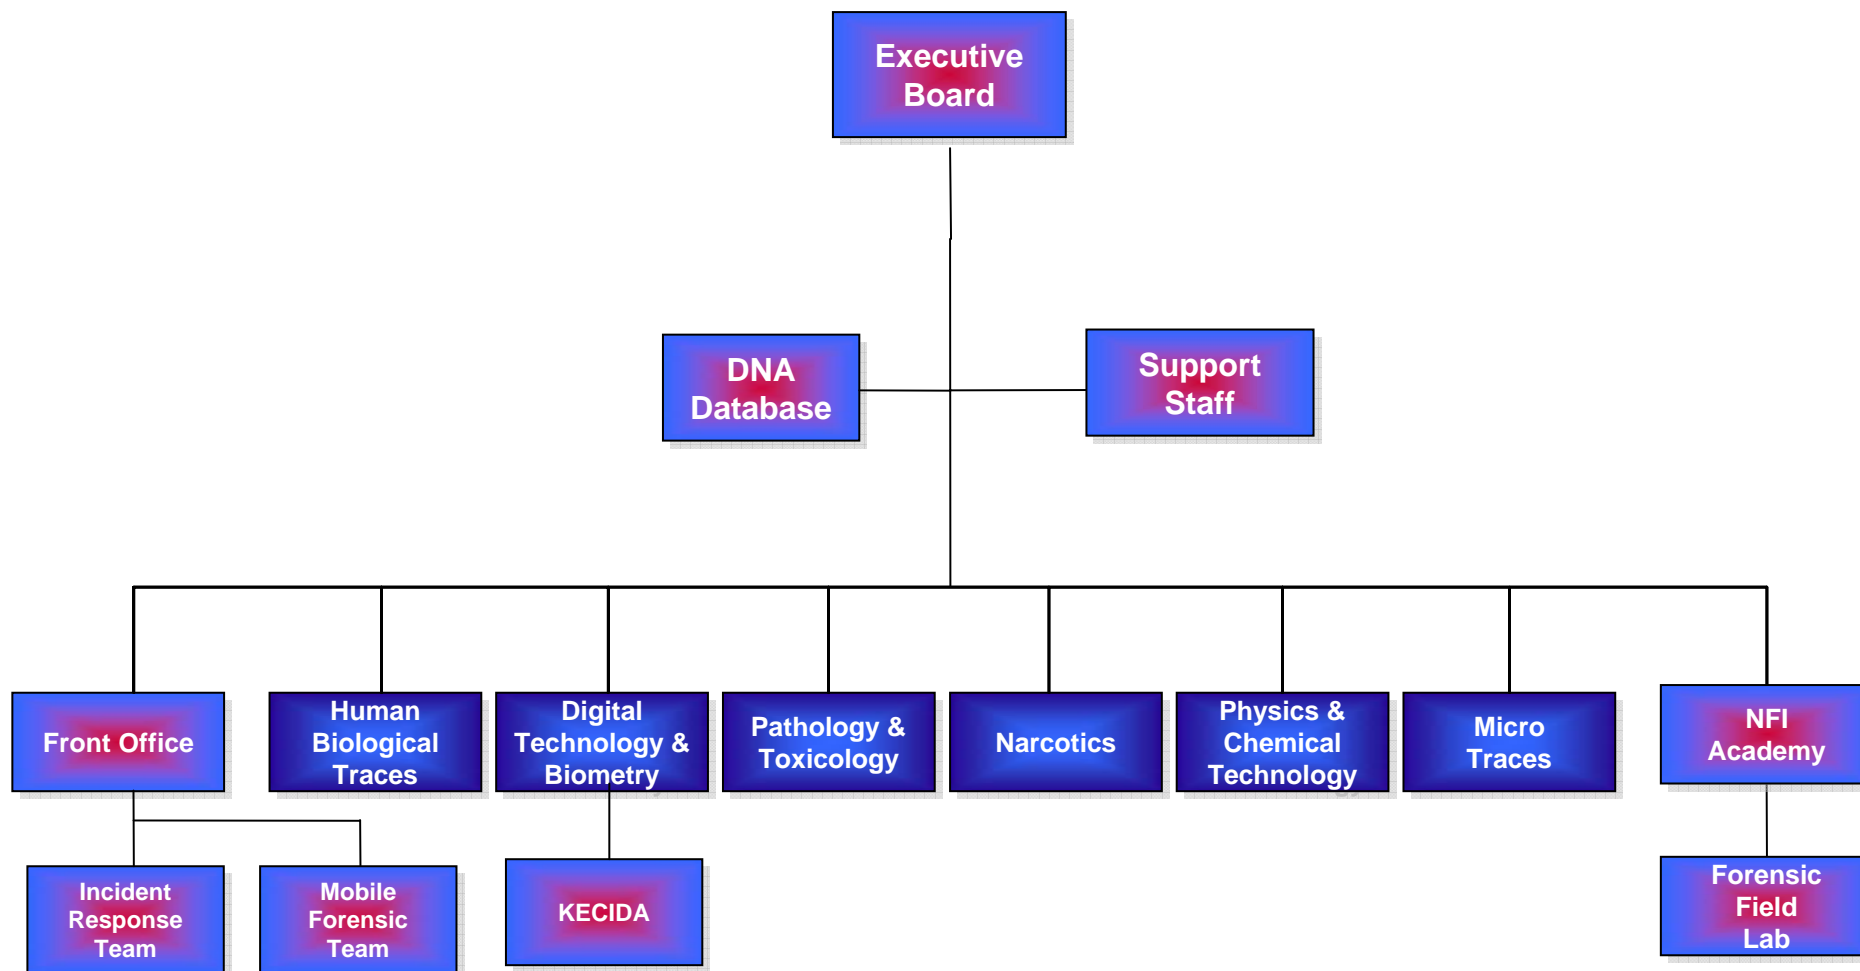 Executive
Board
DNA
Database
Support
Staff
Front Office
Human
Biological
Traces
Digital
Technology &
Biometry
Pathology &
Toxicology
Narcotics
Physics &
Chemical
Technology
Micro
Traces
NFI
Academy
Incident
Response
Team
Mobile
Forensic
Team
KECIDA
Forensic
Field
Lab